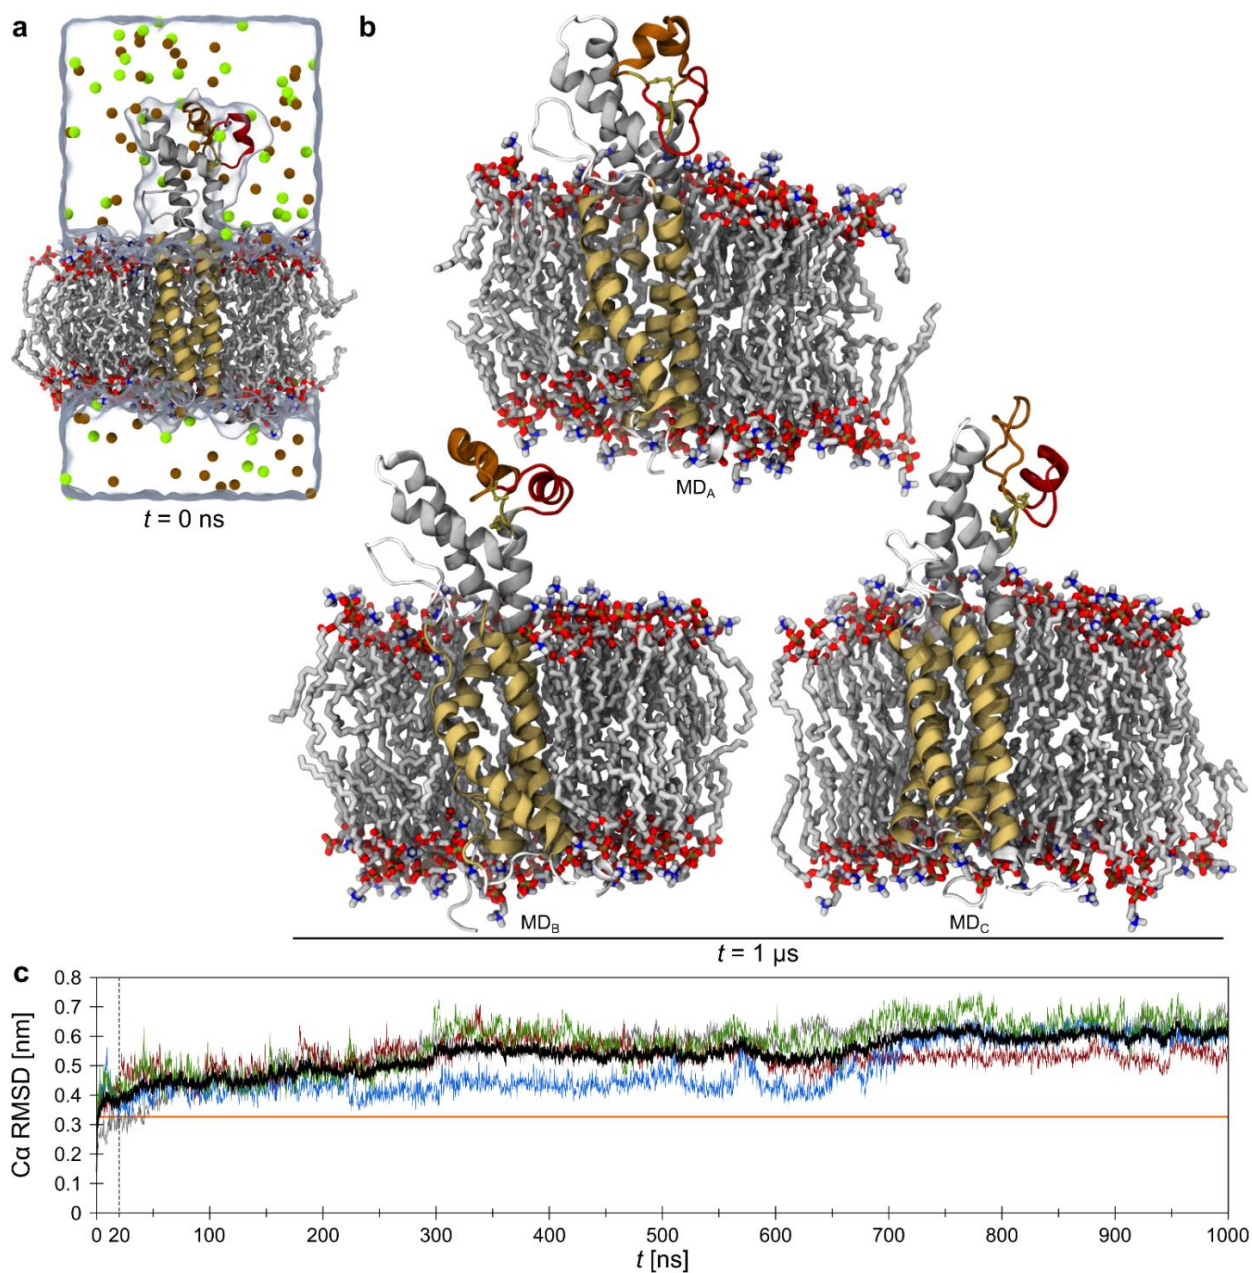 a
b
t = 0 ns
MDA
MDB
MDC
t = 1 µs
c
Cα RMSD [nm]
0.8
0.7
0.6
0.5
0.4
0.3
0.2
0.1
0
0 20 100 200 300 400 500 600 700 800 900 1000
t [ns]